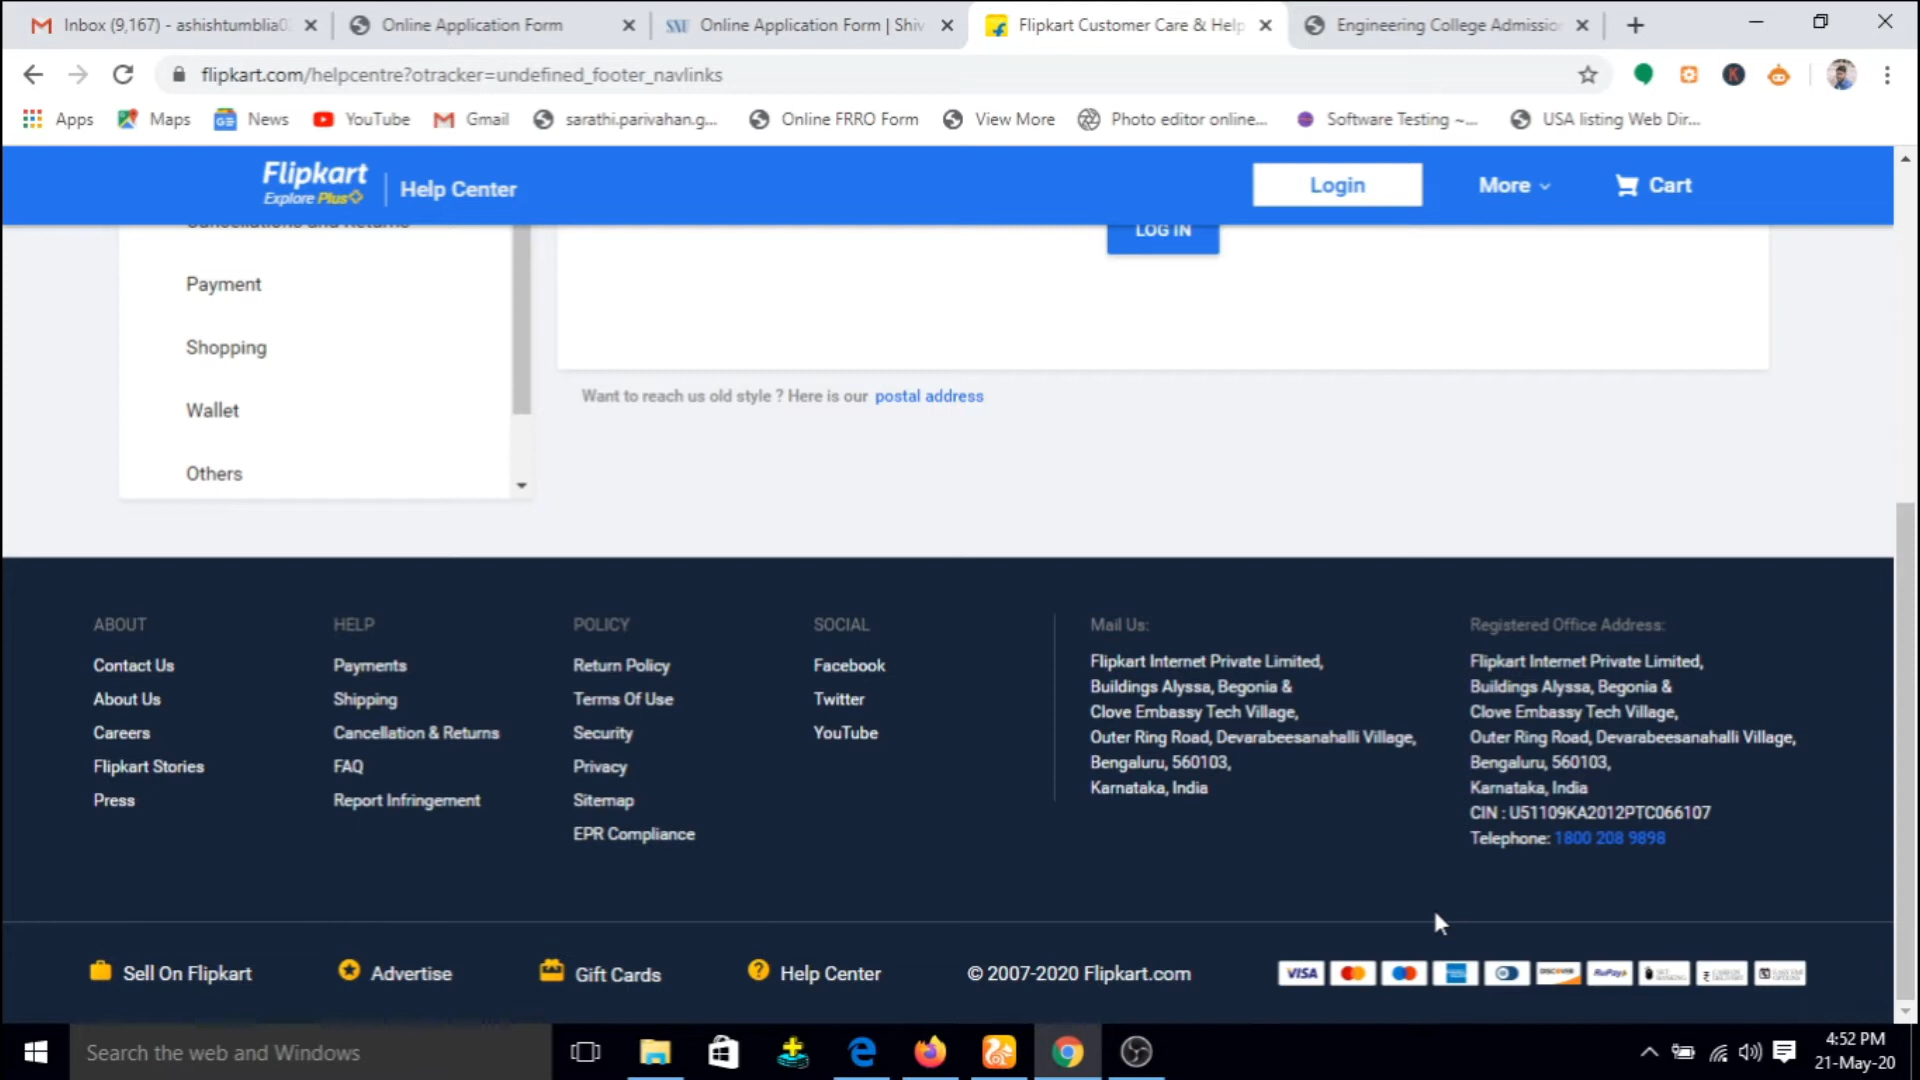 Inbox (9,167) - ashishtumblia0
Online Application Form
Online Application Form | Shiv
Flipkart Customer Care & Help
Engineering College Admissio
flipkart.com/helpcentre?otracker=undefined_footer_navlinks
Apps
Maps
News
YouTube
Gmail
sarathi.parivahan.g...
Online FRRO Form
View More
Photo editor online...
Software Testing ~...
USA listing Web Dir...
Flipkart
Explore Plus
Help Center
Login
More
Cart
Cancellations and Returns
LOG IN
Payment
Shopping
Wallet
Others
Want to reach us old style ? Here is our postal address
ABOUT
Contact Us
About Us
Careers
Flipkart Stories
Press
HELP
Payments
Shipping
Cancellation & Returns
FAQ
Report Infringement
POLICY
Return Policy
Terms Of Use
Security
Privacy
Sitemap
EPR Compliance
SOCIAL
Facebook
Twitter
YouTube
Mail Us:
Flipkart Internet Private Limited,
Buildings Alyssa, Begonia &
Clove Embassy Tech Village,
Outer Ring Road, Devarabeesanahalli Village,
Bengaluru, 560103,
Karnataka, India
Registered Office Address:
Flipkart Internet Private Limited,
Buildings Alyssa, Begonia &
Clove Embassy Tech Village,
Outer Ring Road, Devarabeesanahalli Village,
Bengaluru, 560103,
Karnataka, India
CIN : U51109KA2012PTC066107
Telephone: 1800 208 9898
Sell On Flipkart
Advertise
Gift Cards
Help Center
© 2007-2020 Flipkart.com
VISA
DISCOVER
RuPay
Search the web and Windows
4:52 PM
21-May-20